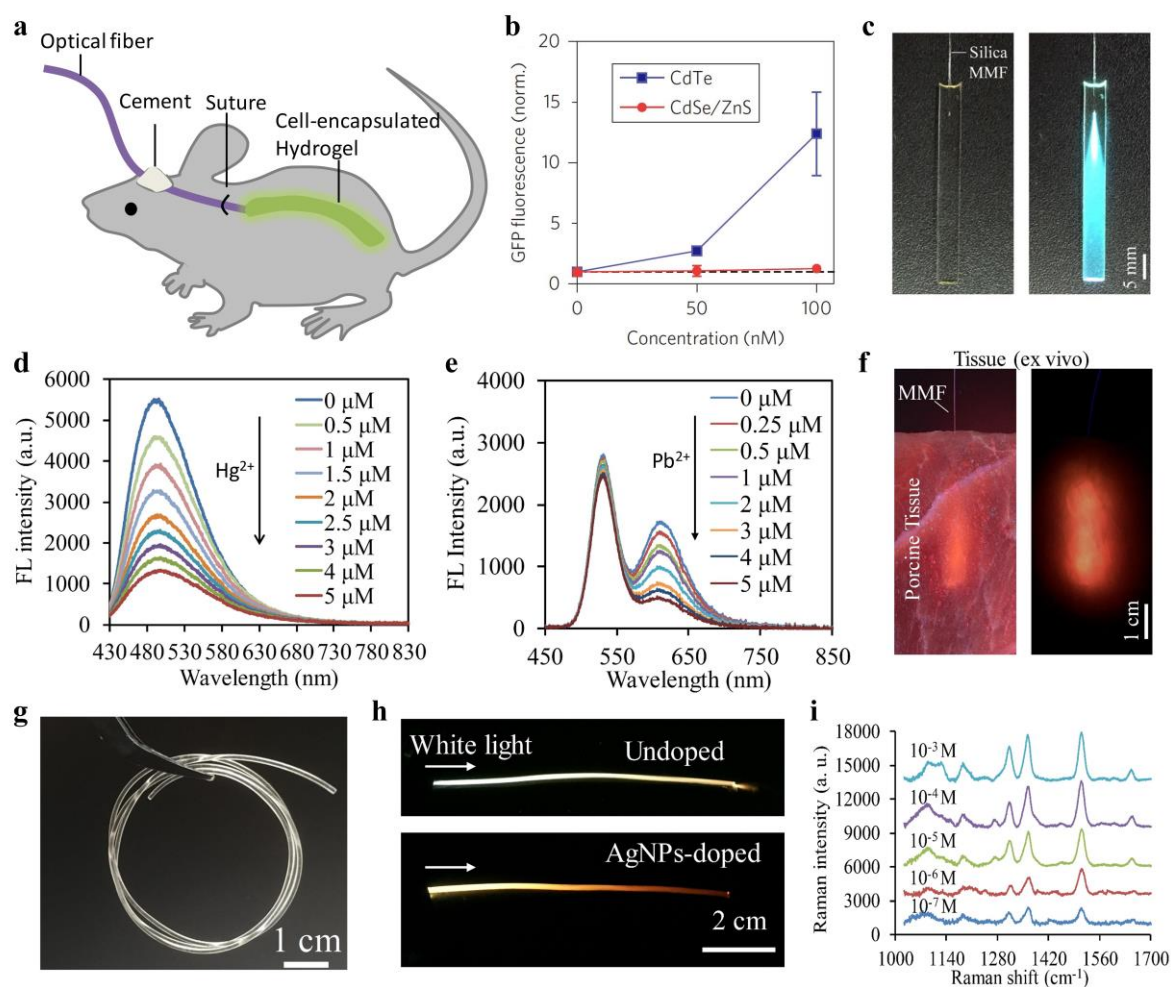 a
Optical fiber
Cement
Suture
Cell-encapsulated
Hydrogel
b
20
15
10
5
0
GFP fluorescence (norm.)
CdTe
CdSe/ZnS
0
50
100
Concentration (nM)
c
Silica
MMF
5 mm
d
6000
5000
4000
3000
2000
1000
0
FL intensity (a.u.)
Hg²⁺
0 μM
0.5 μM
1 μM
1.5 μM
2 μM
2.5 μM
3 μM
4 μM
5 μM
430 480 530 580 630 680 730 780 830
Wavelength (nm)
e
4000
3000
2000
1000
0
FL Intensity (a.u.)
Pb²⁺
0 μM
0.25 μM
0.5 μM
1 μM
2 μM
3 μM
4 μM
5 μM
450 550 650 750 850
Wavelength (nm)
f
Tissue (ex vivo)
MMF
Porcine Tissue
1 cm
g
1 cm
h
White light
Undoped
AgNPs-doped
2 cm
i
18000
15000
12000
9000
6000
3000
0
Raman intensity (a. u.)
10⁻³ M
10⁻⁴ M
10⁻⁵ M
10⁻⁶ M
10⁻⁷ M
1000 1140 1280 1420 1560 1700
Raman shift (cm⁻¹)